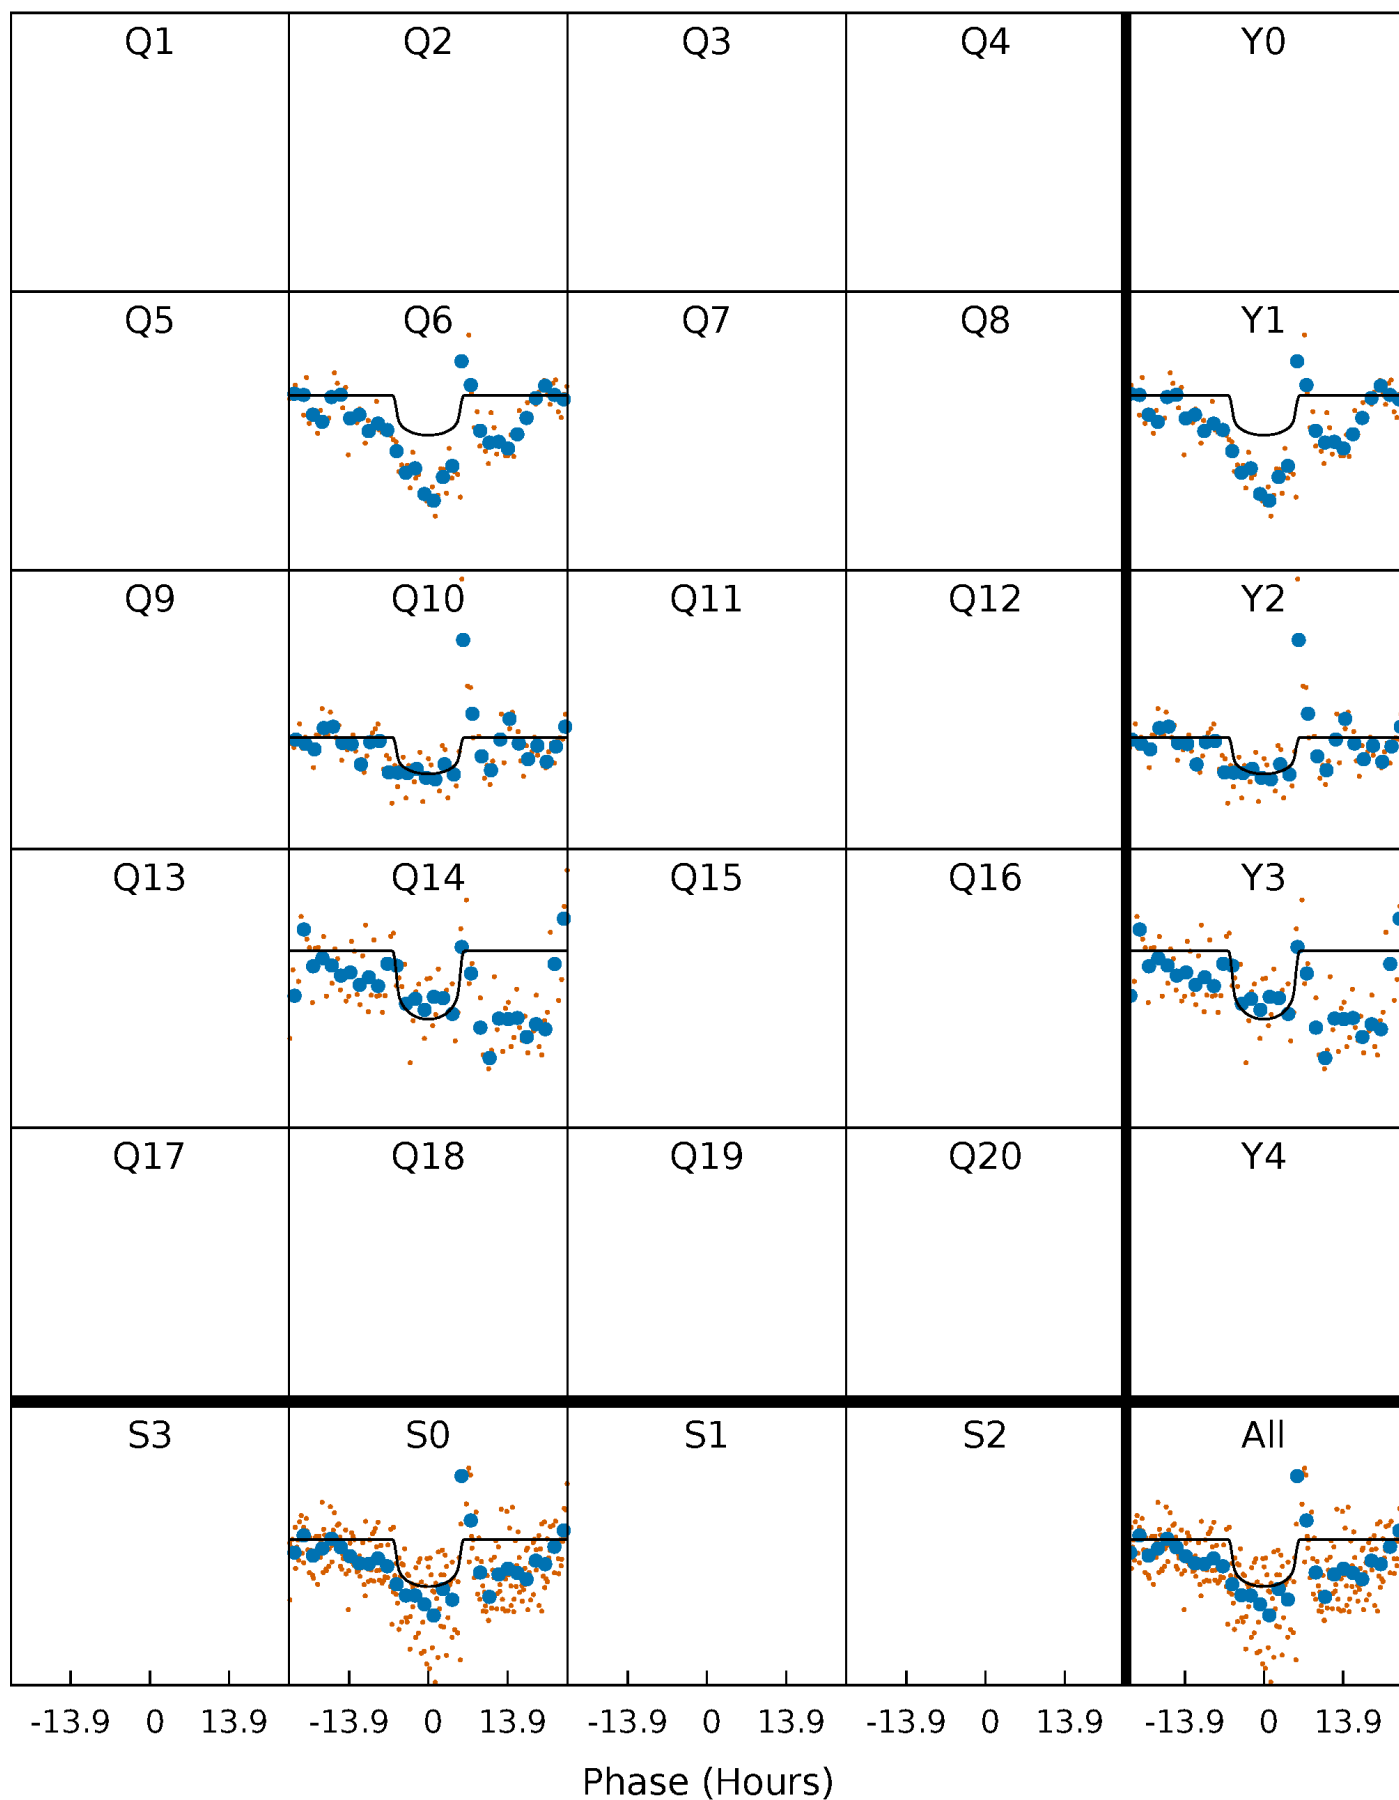 Q1 Q2 Q3 Q4 Y0
Q5 Q6 Q7 Q8 Y1
Q9 Q10 Q11 Q12 Y2
Q13 Q14 Q15 Q16 Y3
Q17 Q18 Q19 Q20 Y4
S3 S0 S1 S2 All
-13.9 0 13.9 -13.9 0 13.9 -13.9 0 13.9 -13.9 0 13.9 -13.9 0 13.9
Phase (Hours)